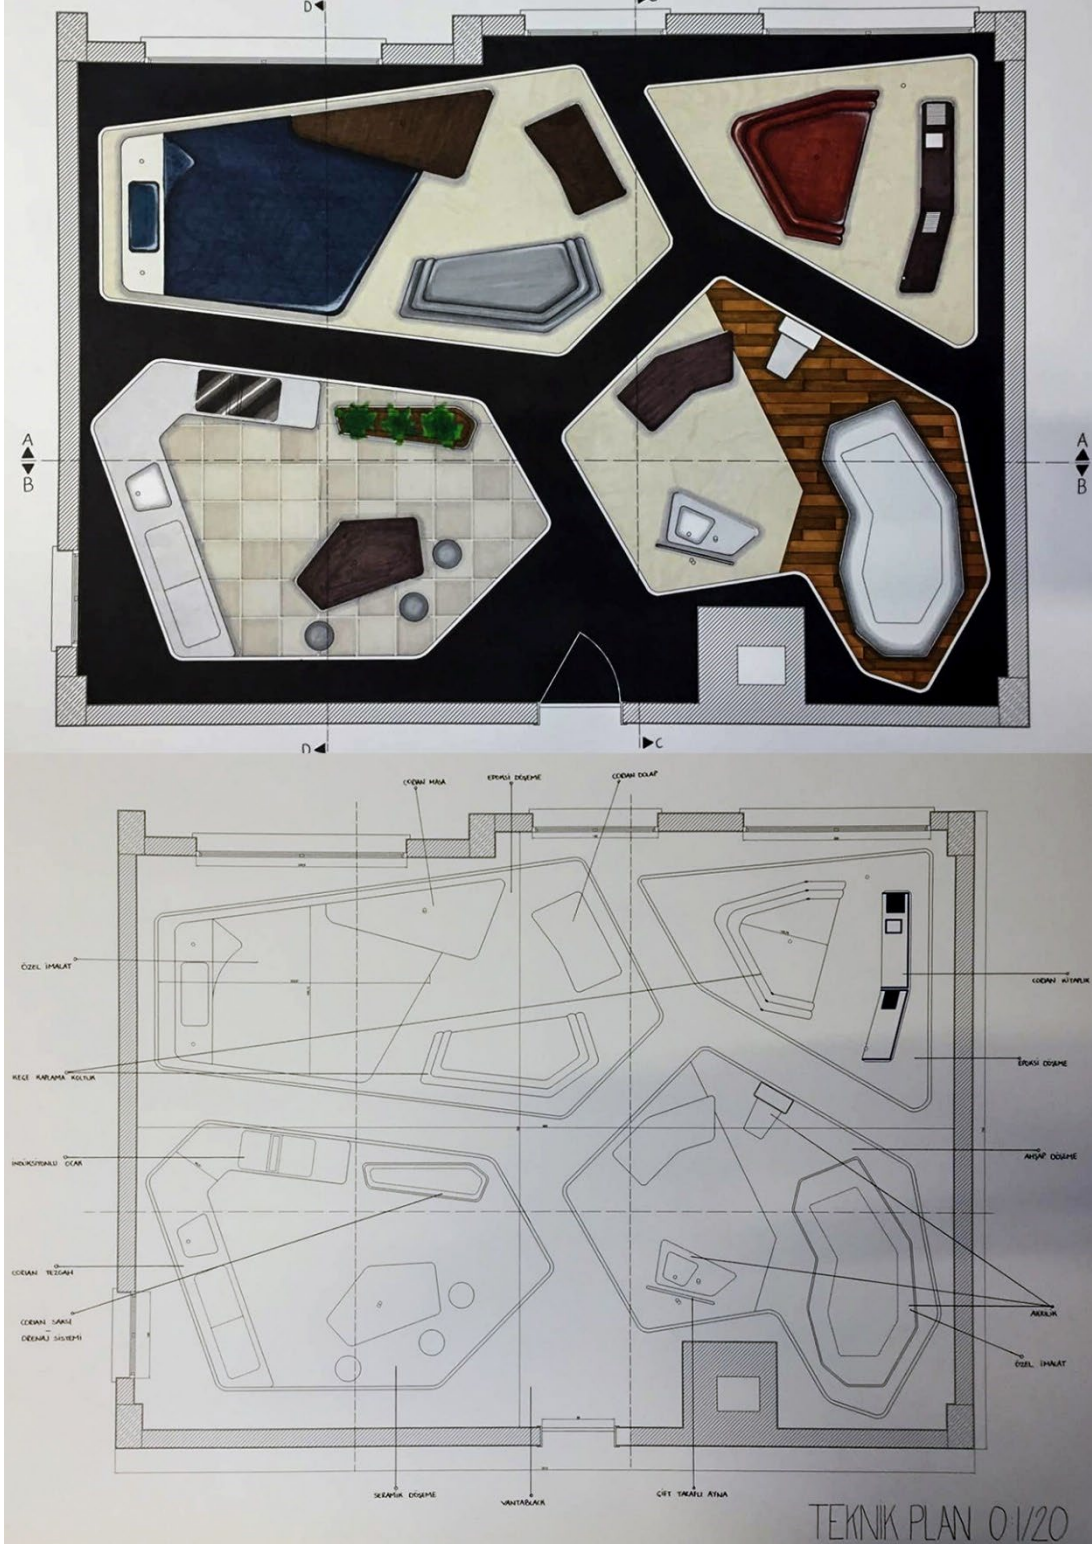 D
A
B
A
B
D
C
CORIAN MASA
EPOKSİ DÖŞEME
CORIAN DOLAP
ÖZEL İMALAT
CORIAN KİTAPLIK
KEÇE KAPLAMA KOLTUK
EPOKSİ DÖŞEME
İNDÜKSİYONLU OCAK
AHŞAP DÖŞEME
CORIAN TEZGAH
CORIAN SAKSI
-
DRENAJ SİSTEMİ
AKRİLİK
ÖZEL İMALAT
SERAMİK DÖŞEME
VANTABLACK
ÇİFT TARAFLI AYNA
TEKNİK PLAN Ö 1/20